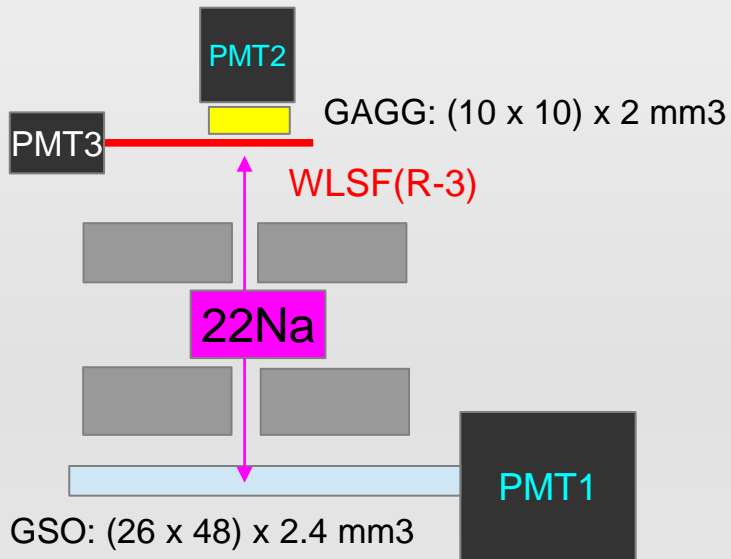 PMT2
GAGG: (10 x 10) x 2 mm3
PMT3
WLSF(R-3)
22Na
PMT1
GSO: (26 x 48) x 2.4 mm3